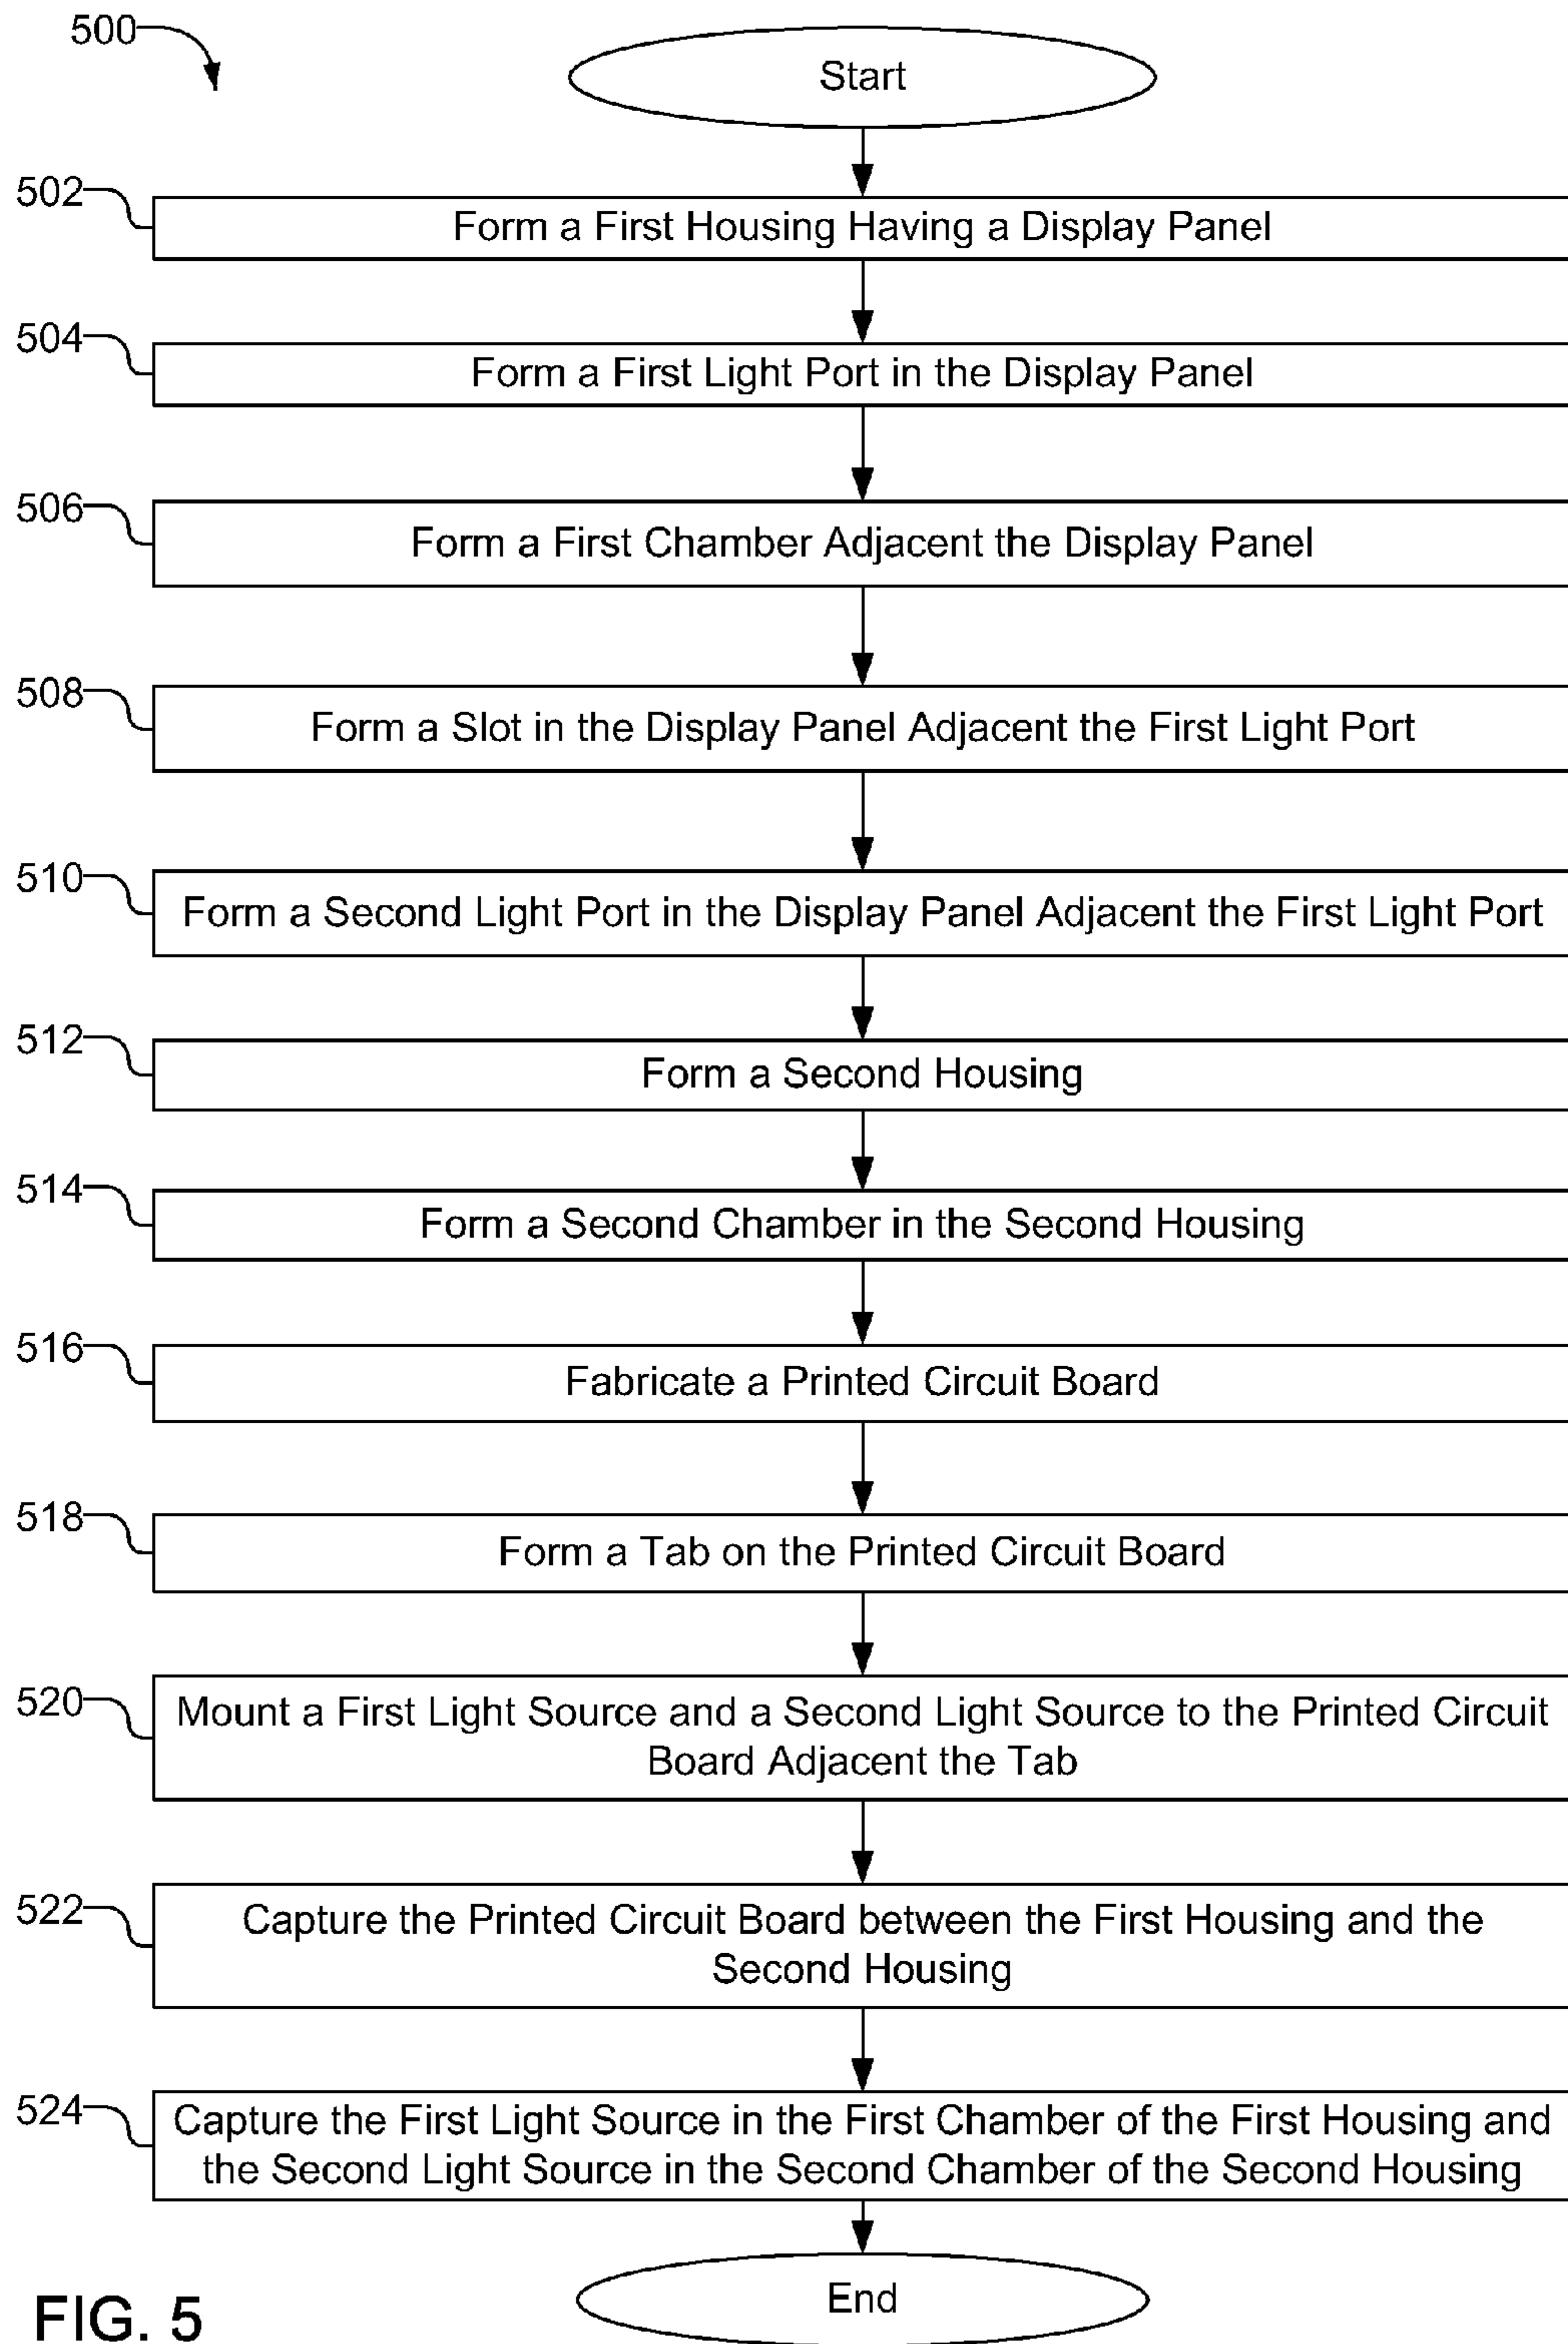 500
Start
502
Form a First Housing Having a Display Panel
504
Form a First Light Port in the Display Panel
506
Form a First Chamber Adjacent the Display Panel
508
Form a Slot in the Display Panel Adjacent the First Light Port
510
Form a Second Light Port in the Display Panel Adjacent the First Light Port
512
Form a Second Housing
514
Form a Second Chamber in the Second Housing
516
Fabricate a Printed Circuit Board
518
Form a Tab on the Printed Circuit Board
520
Mount a First Light Source and a Second Light Source to the Printed Circuit
Board Adjacent the Tab
522
Capture the Printed Circuit Board between the First Housing and the
Second Housing
524
Capture the First Light Source in the First Chamber of the First Housing and
the Second Light Source in the Second Chamber of the Second Housing
End
FIG. 5